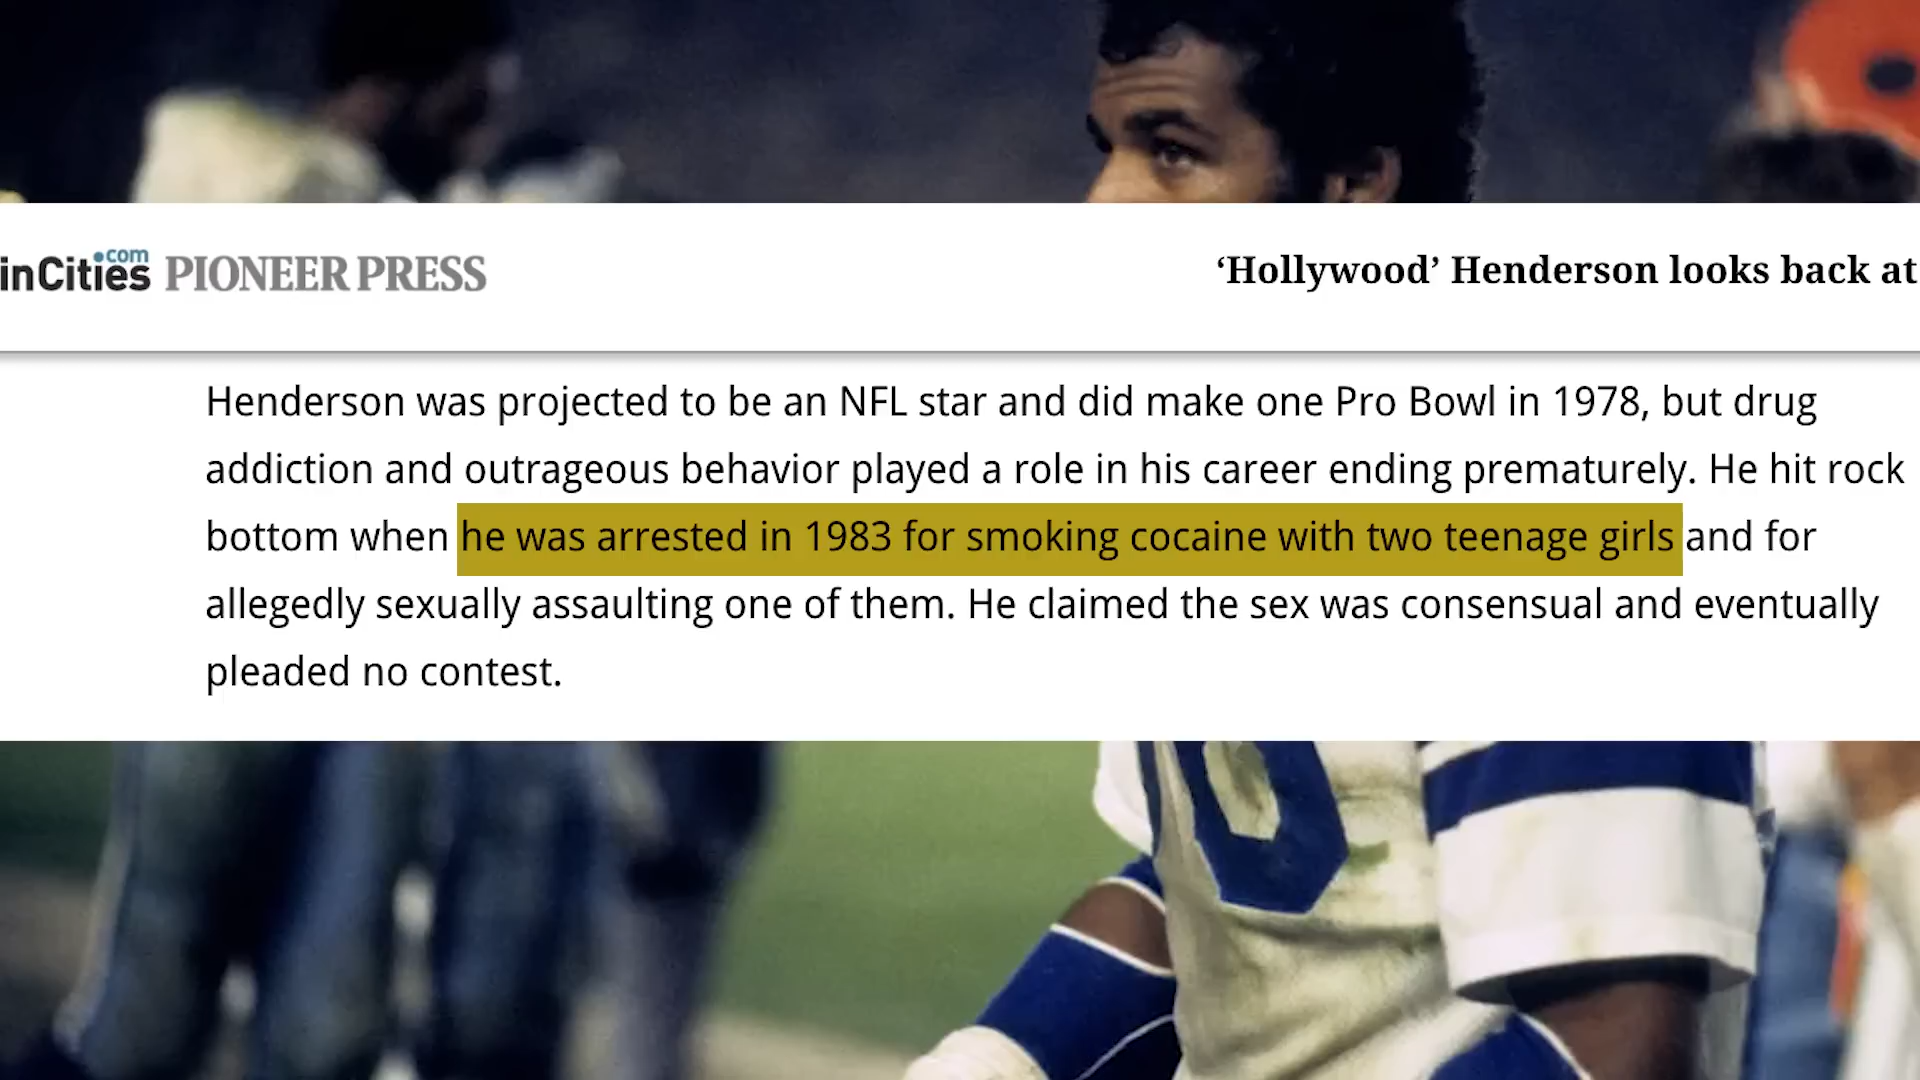 inCities.com PIONEER PRESS
‘Hollywood’ Henderson looks back at
Henderson was projected to be an NFL star and did make one Pro Bowl in 1978, but drug
addiction and outrageous behavior played a role in his career ending prematurely. He hit rock
bottom when he was arrested in 1983 for smoking cocaine with two teenage girls and for
allegedly sexually assaulting one of them. He claimed the sex was consensual and eventually
pleaded no contest.